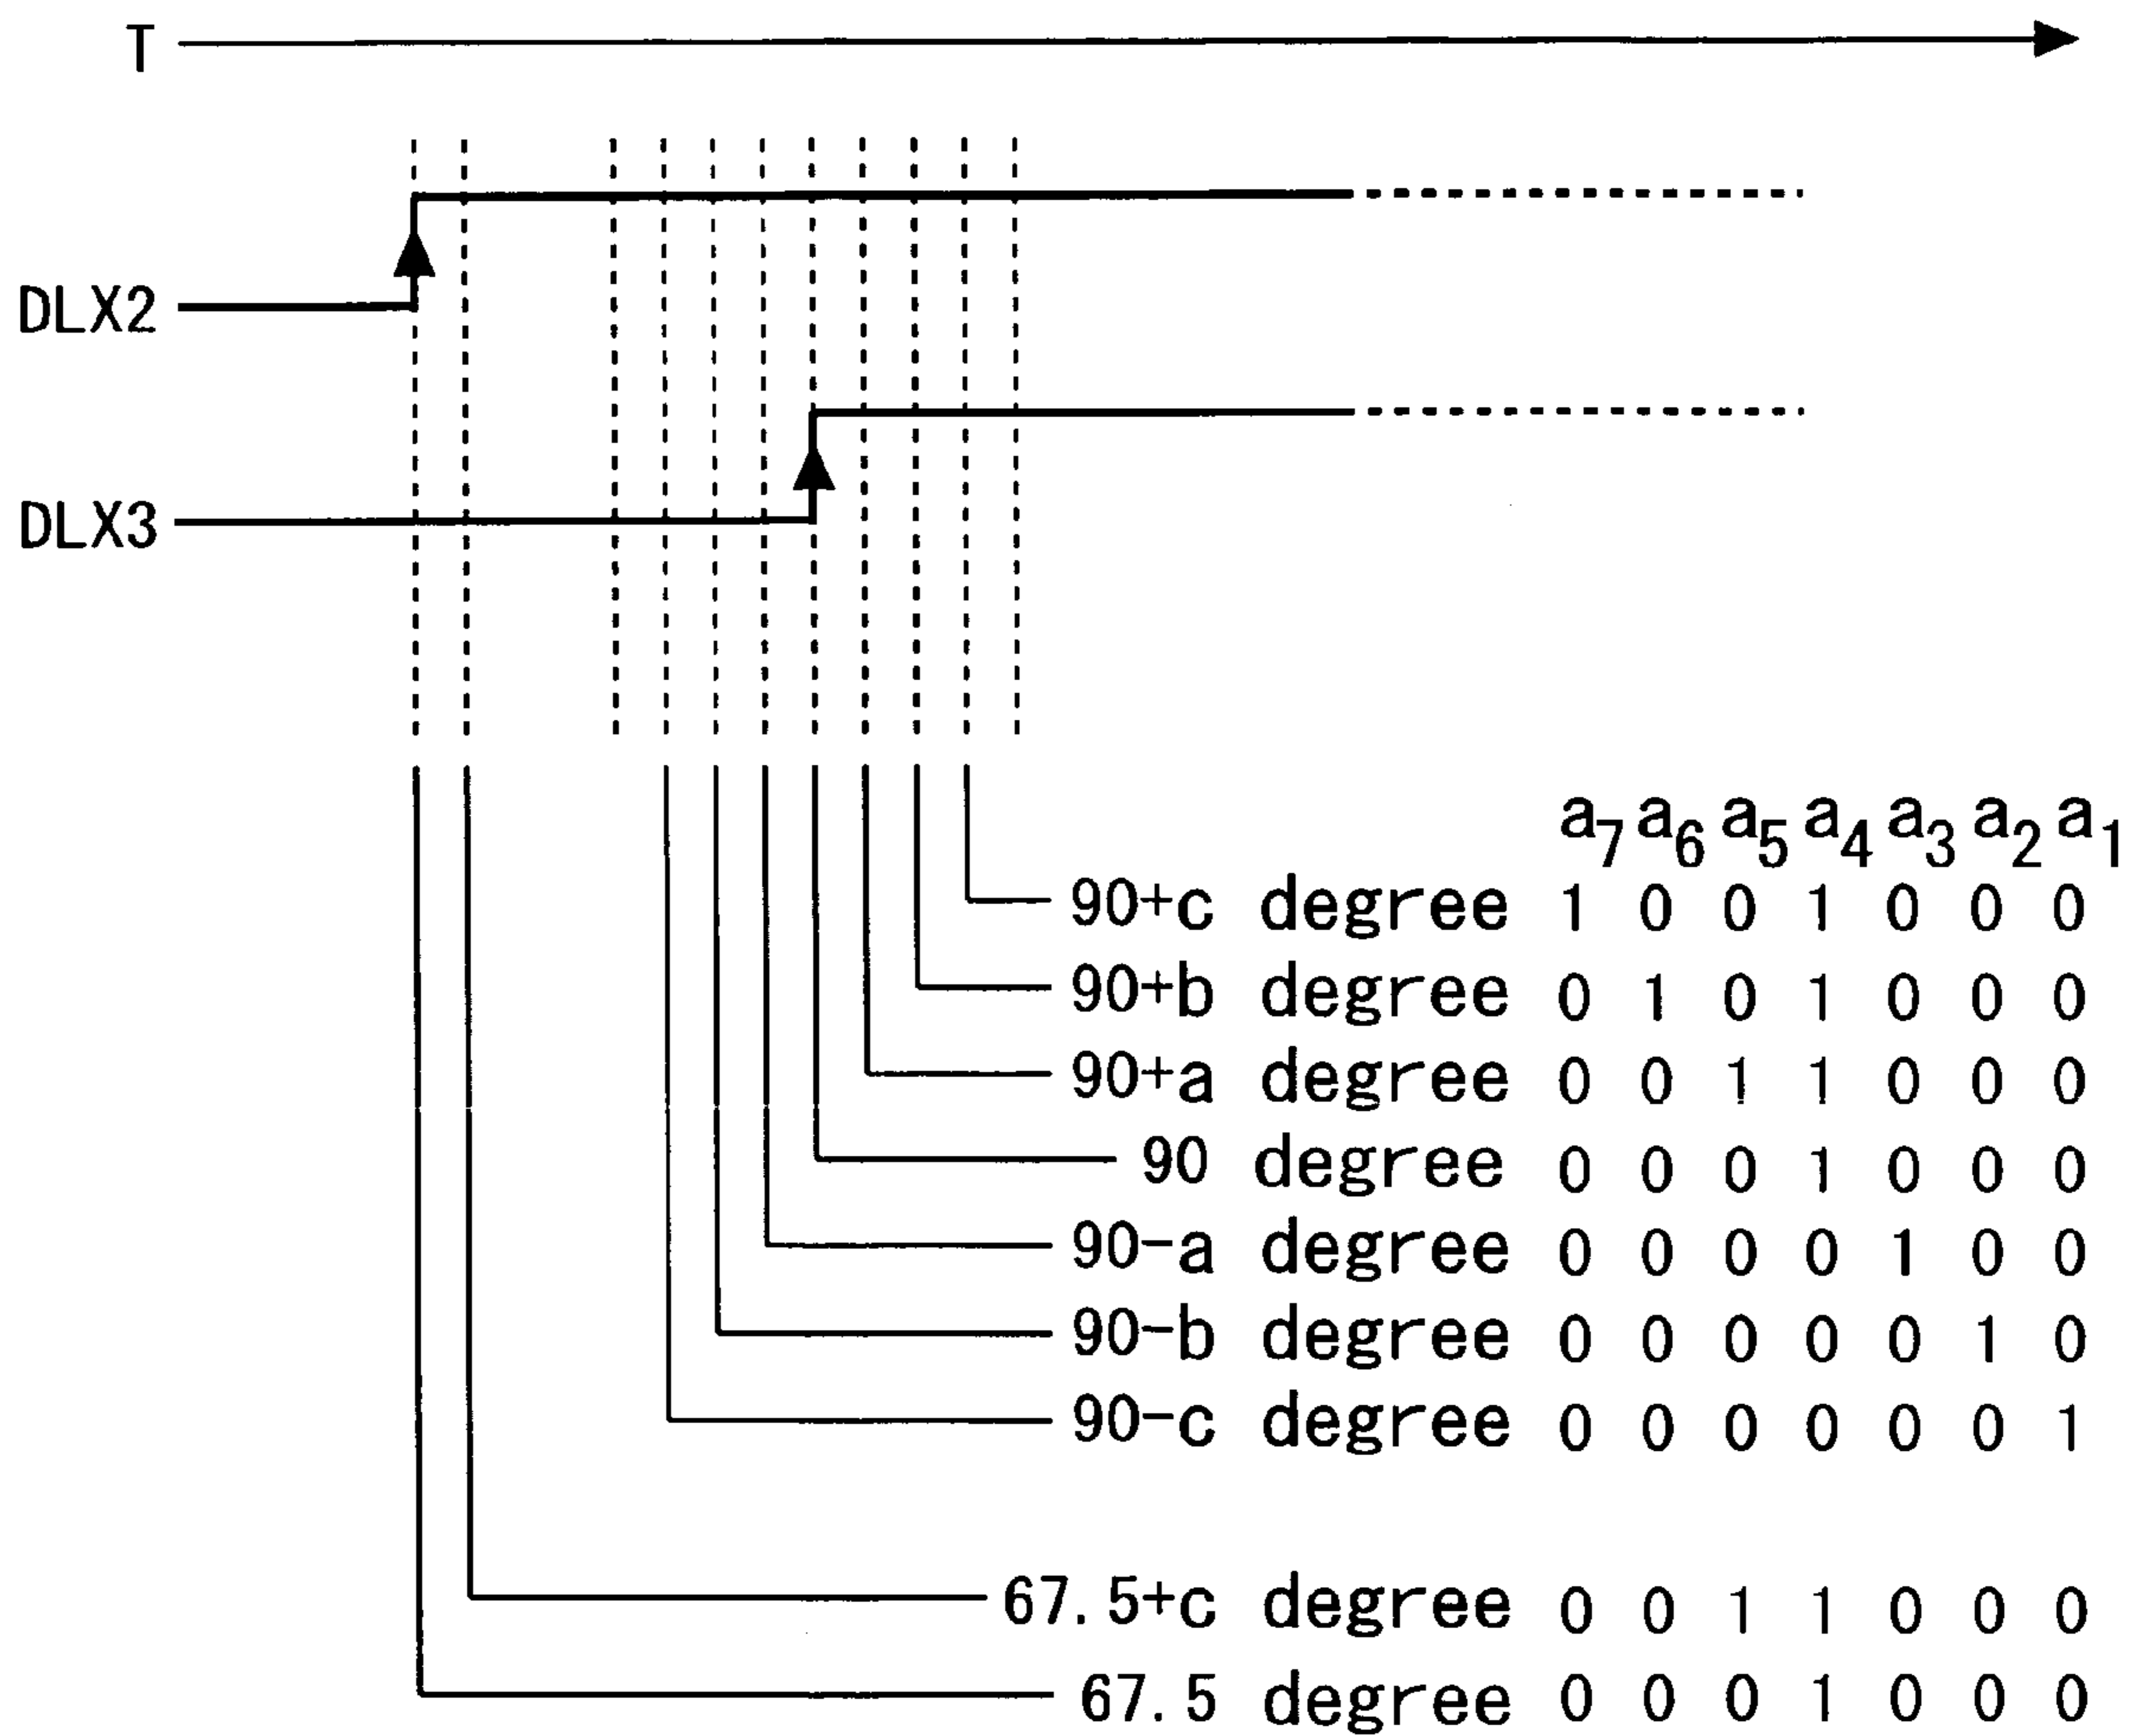 T
DLX2
DLX3
a7 a6 a5 a4 a3 a2 a1
90+c degree 1 0 0 1 0 0 0
90+b degree 0 1 0 1 0 0 0
90+a degree 0 0 1 1 0 0 0
90 degree 0 0 0 1 0 0 0
90-a degree 0 0 0 0 1 0 0
90-b degree 0 0 0 0 0 1 0
90-c degree 0 0 0 0 0 0 1
67.5+c degree 0 0 1 1 0 0 0
67.5 degree 0 0 0 1 0 0 0